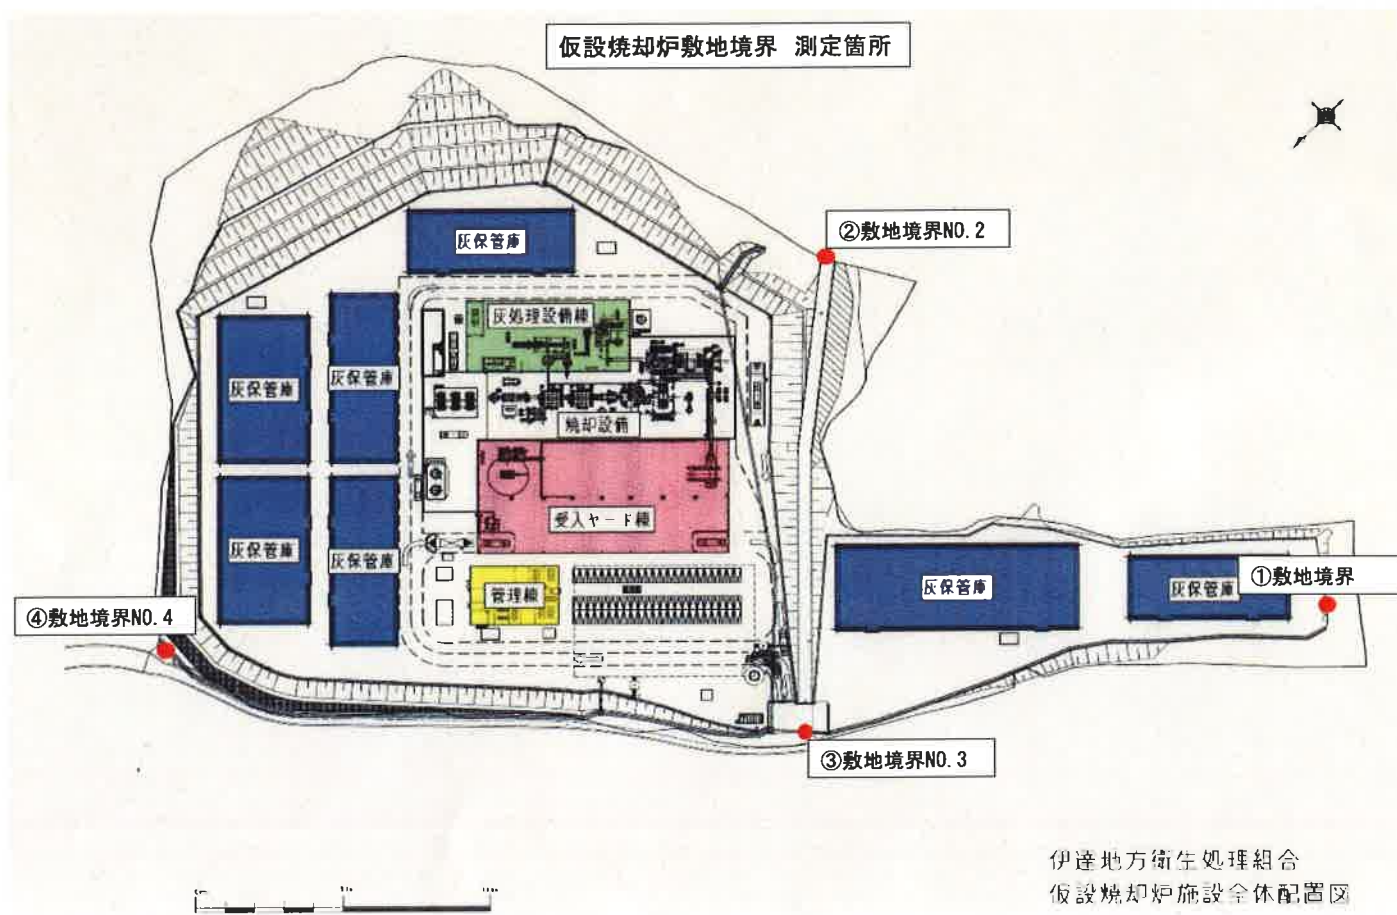 仮設焼却炉敷地境界 測定箇所
②敷地境界NO.2
灰保管庫
灰処理設備棟
灰保管庫
灰保管庫
焼却設備
受入ヤード棟
灰保管庫
灰保管庫
灰保管庫
灰保管庫
①敷地境界
管理棟
④敷地境界NO.4
③敷地境界NO.3
伊達地方衛生処理組合
仮設焼却炉施設全体配置図